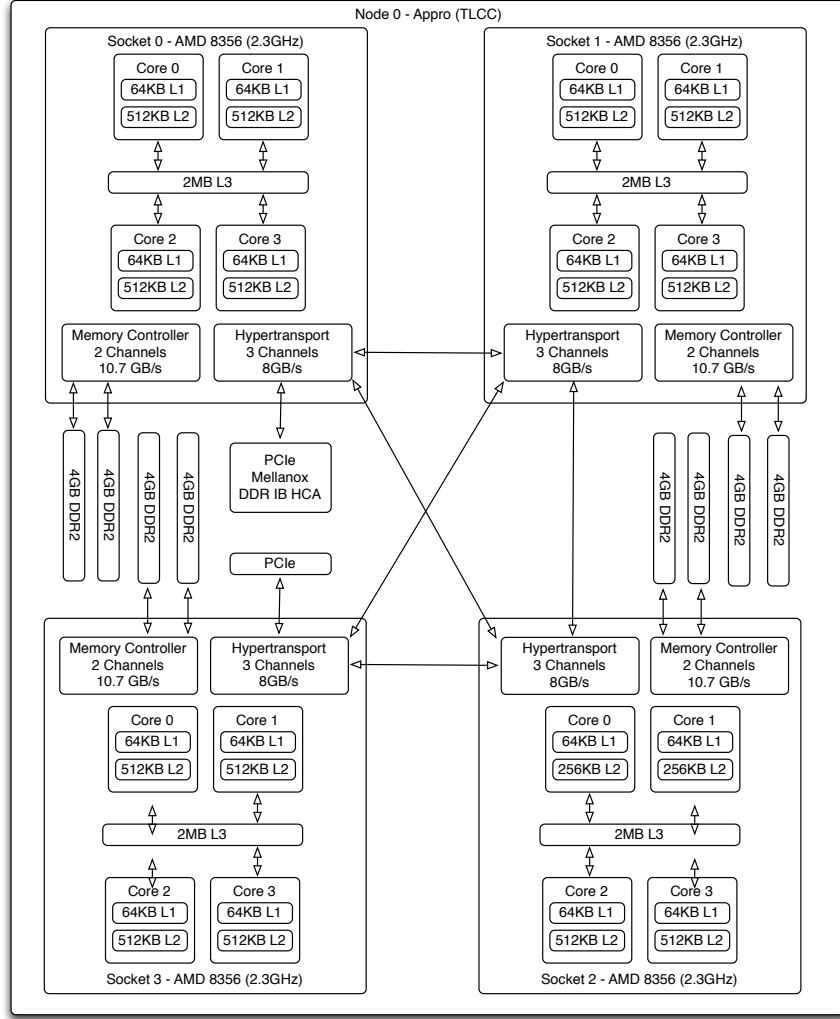 Node 0 - Appro (TLCC)
Socket 0 - AMD 8356 (2.3GHz)
Core 0
64KB L1
512KB L2
Core 1
64KB L1
512KB L2
2MB L3
Core 2
64KB L1
512KB L2
Core 3
64KB L1
512KB L2
Memory Controller
2 Channels
10.7 GB/s
Hypertransport
3 Channels
8GB/s
Socket 1 - AMD 8356 (2.3GHz)
Core 0
64KB L1
512KB L2
Core 1
64KB L1
512KB L2
2MB L3
Core 2
64KB L1
512KB L2
Core 3
64KB L1
512KB L2
Hypertransport
3 Channels
8GB/s
Memory Controller
2 Channels
10.7 GB/s
4GB DDR2
4GB DDR2
4GB DDR2
4GB DDR2
PCIe
Mellanox
DDR IB HCA
PCIe
4GB DDR2
4GB DDR2
4GB DDR2
4GB DDR2
Memory Controller
2 Channels
10.7 GB/s
Hypertransport
3 Channels
8GB/s
Core 0
64KB L1
512KB L2
Core 1
64KB L1
512KB L2
2MB L3
Core 2
64KB L1
512KB L2
Core 3
64KB L1
512KB L2
Socket 3 - AMD 8356 (2.3GHz)
Hypertransport
3 Channels
8GB/s
Memory Controller
2 Channels
10.7 GB/s
Core 0
64KB L1
256KB L2
Core 1
64KB L1
256KB L2
2MB L3
Core 2
64KB L1
512KB L2
Core 3
64KB L1
512KB L2
Socket 2 - AMD 8356 (2.3GHz)